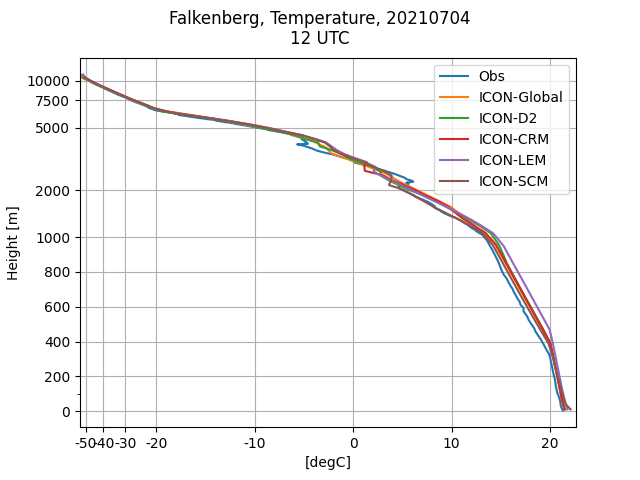 Falkenberg, Temperature, 20210704
12 UTC
10000
7500
5000
2000
1000
800
600
400
200
0
Height [m]
Obs
ICON-Global
ICON-D2
ICON-CRM
ICON-LEM
ICON-SCM
-50 -40 -30 -20 -10 0 10 20
[degC]